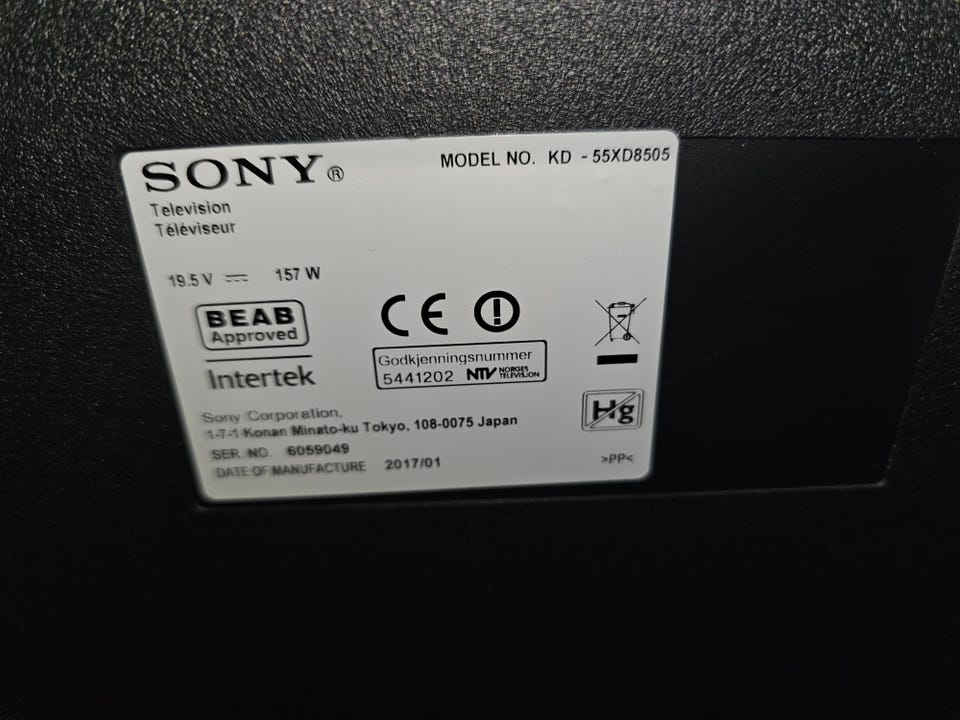 SONY®
MODEL NO. KD - 55XD8505
Television
Téléviseur
19.5 V 157 W
BEAB
Approved
Intertek
CE
Godkjenningsnummer
5441202 NTV NORGES TELEVISJON
Hg
Sony Corporation,
1-7-1 Konan Minato-ku Tokyo, 108-0075 Japan
SER. NO. 6059049
DATE OF MANUFACTURE 2017/01
>PP<